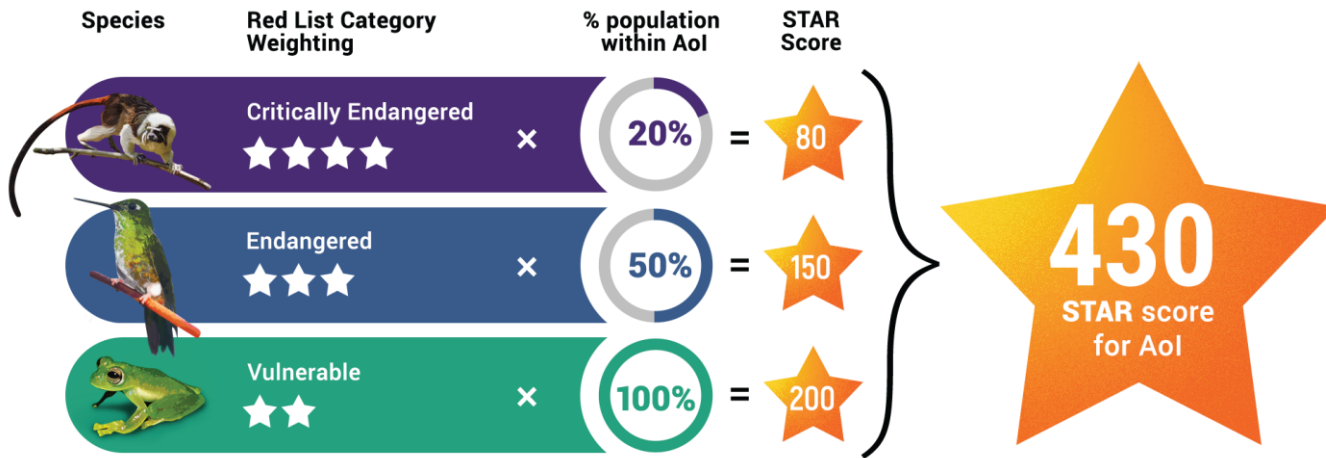 Species
Red List Category
Weighting
% population
within AoI
STAR
Score
Critically Endangered
× 20% = 80
Endangered
× 50% = 150
Vulnerable
× 100% = 200
430
STAR score
for AoI